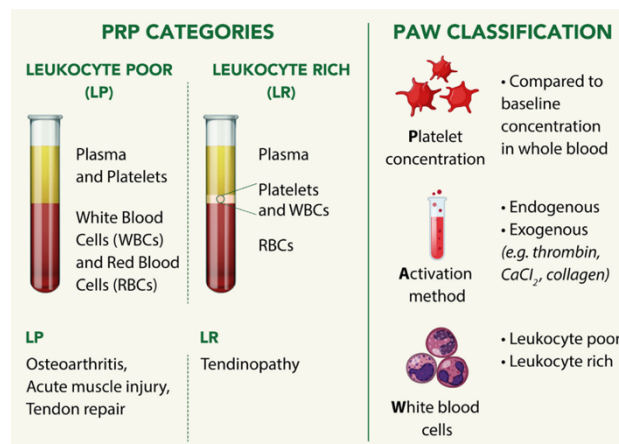 PRP CATEGORIES
LEUKOCYTE POOR
(LP)
Plasma
and Platelets
White Blood
Cells (WBCs)
and Red Blood
Cells (RBCs)
LEUKOCYTE RICH
(LR)
Plasma
Platelets
and WBCs
RBCs
LP
Osteoarthritis,
Acute muscle injury,
Tendon repair
LR
Tendinopathy
PAW CLASSIFICATION
Platelet
concentration
• Compared to
baseline
concentration
in whole blood
Activation
method
• Endogenous
• Exogenous
(e.g. thrombin,
CaCl₂, collagen)
White blood
cells
• Leukocyte poor
• Leukocyte rich